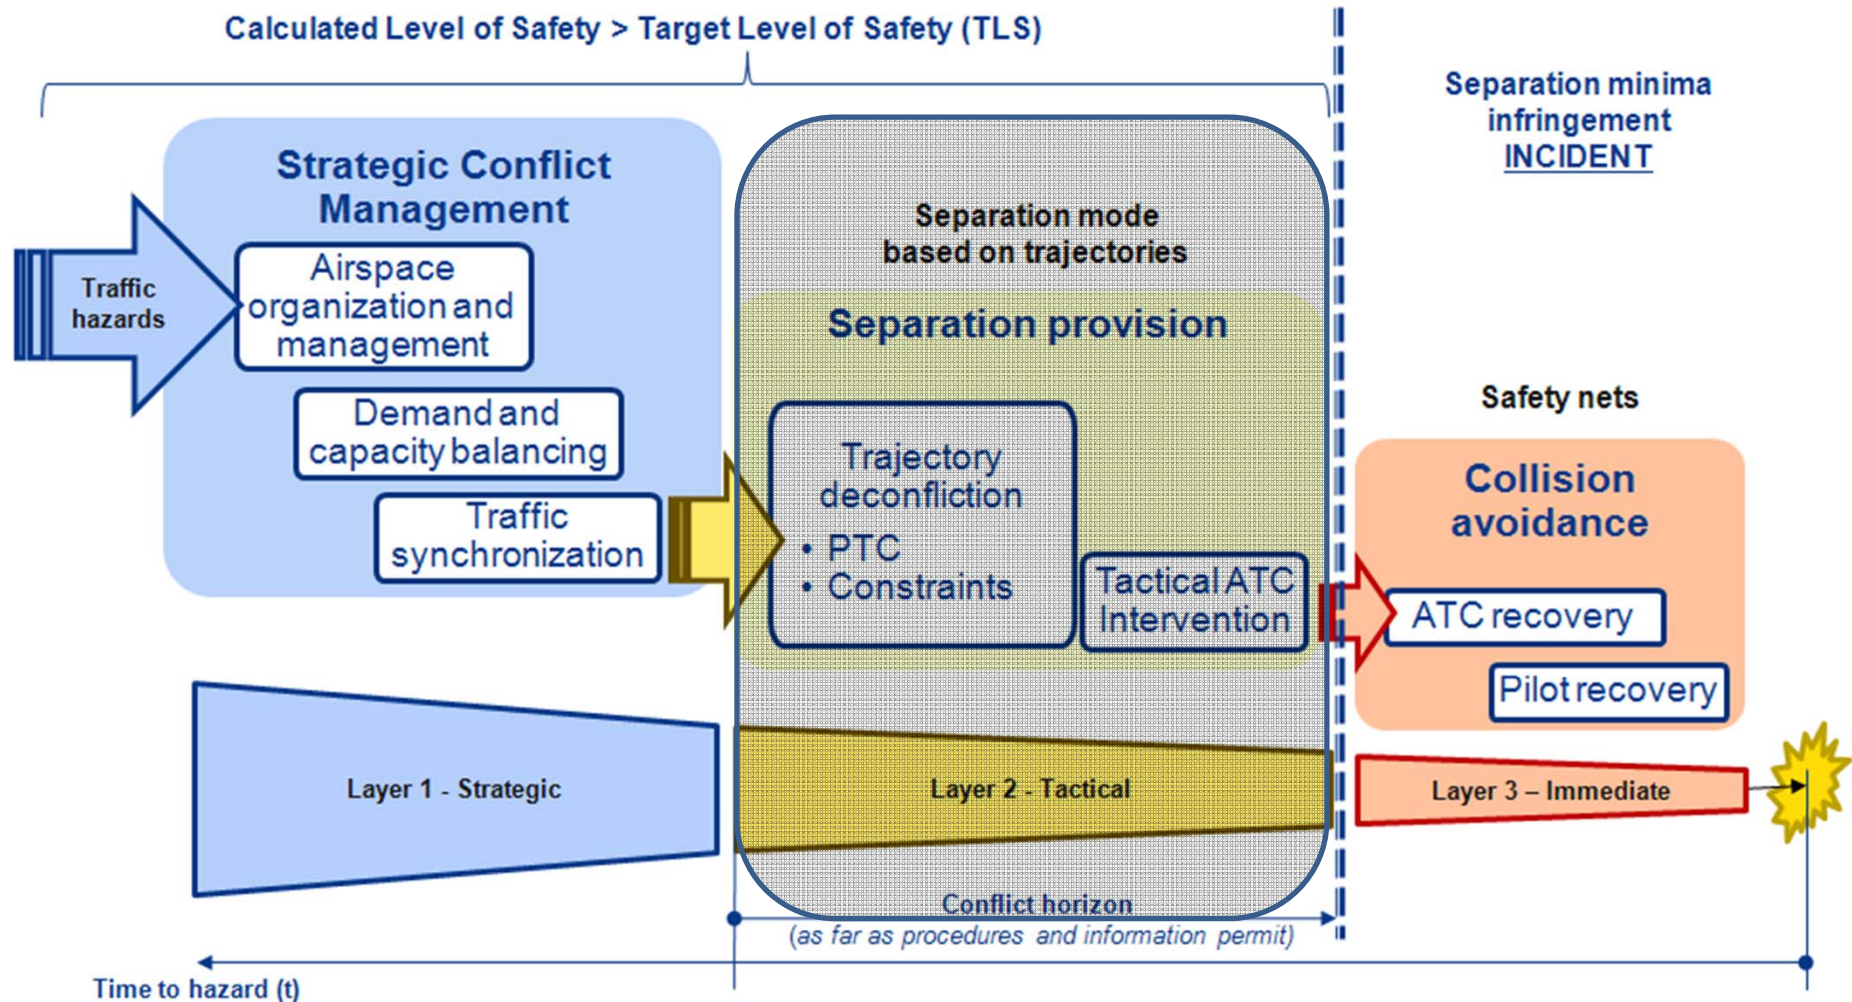 Calculated Level of Safety > Target Level of Safety (TLS)
Separation minima
infringement
INCIDENT
Strategic Conflict
Management
Traffic
hazards
Airspace
organization and
management
Demand and
capacity balancing
Traffic
synchronization
Separation mode
based on trajectories
Separation provision
Trajectory
deconfliction
• PTC
• Constraints
Tactical ATC
Intervention
Safety nets
Collision
avoidance
ATC recovery
Pilot recovery
Layer 1 - Strategic
Layer 2 - Tactical
Layer 3 – Immediate
Conflict horizon
(as far as procedures and information permit)
Time to hazard (t)